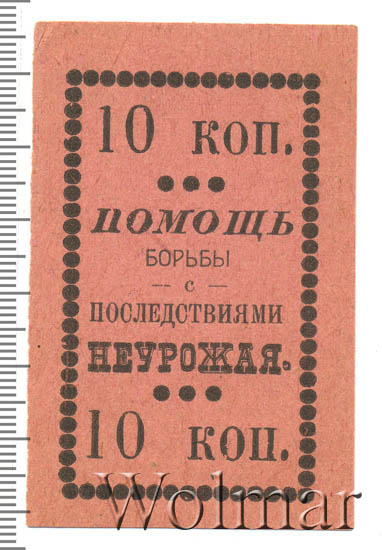 10 КОП.
ПОМОЩЬ
БОРЬБЫ
— с —
ПОСЛЕДСТВИЯМИ
НЕУРОЖАЯ.
10 КОП.
Wolmar